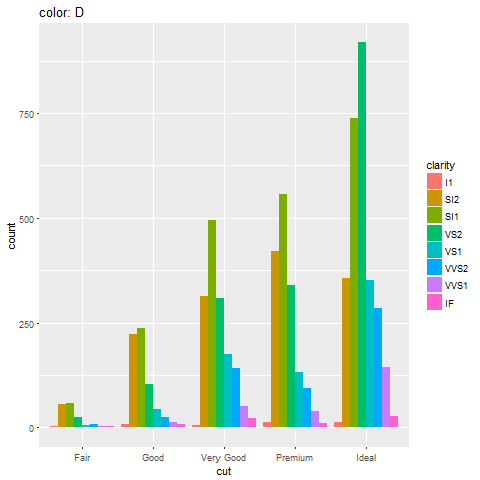 color: D
count
750
500
250
0
Fair
Good
Very Good
Premium
Ideal
cut
clarity
I1
SI2
SI1
VS2
VS1
VVS2
VVS1
IF